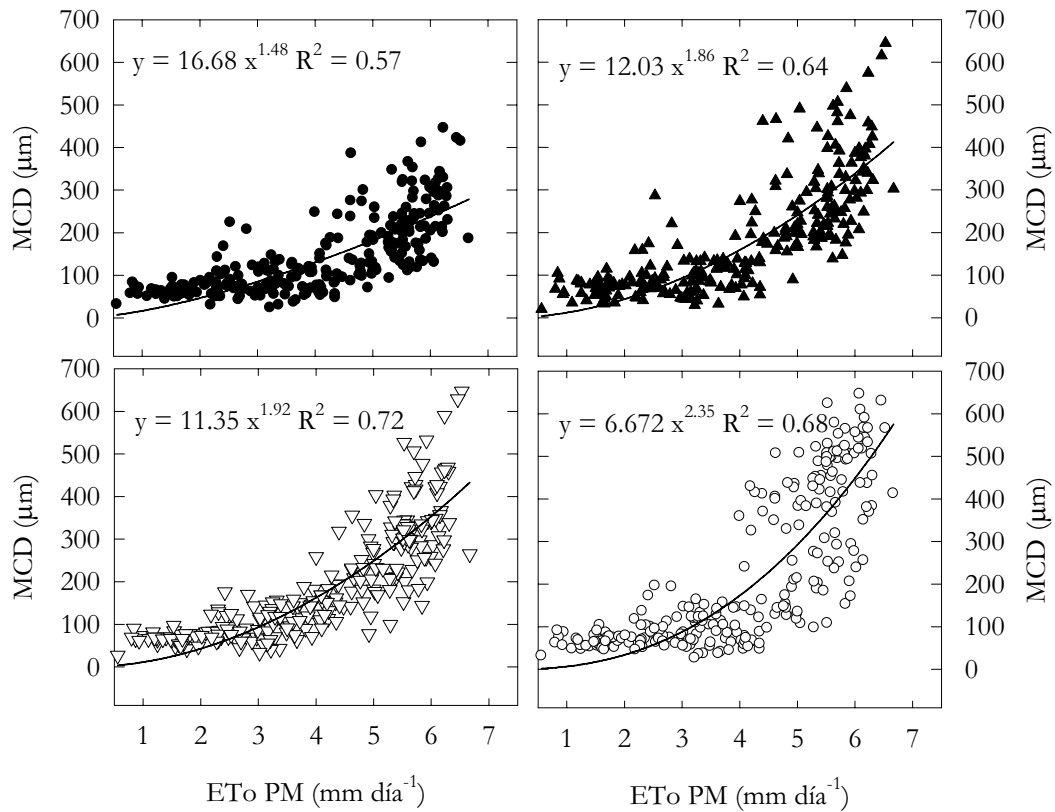 700
600
500
400
300
200
100
0
MCD (µm)
y = 16.68 x^1.48 R^2 = 0.57
y = 12.03 x^1.86 R^2 = 0.64
700
600
500
400
300
200
100
0
MCD (µm)
700
600
500
400
300
200
100
0
MCD (µm)
y = 11.35 x^1.92 R^2 = 0.72
y = 6.672 x^2.35 R^2 = 0.68
700
600
500
400
300
200
100
0
MCD (µm)
1 2 3 4 5 6 7
1 2 3 4 5 6 7
ETo PM (mm día^-1)
ETo PM (mm día^-1)